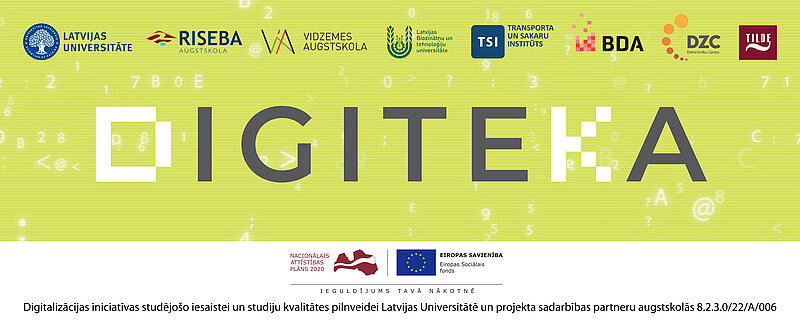 LATVIJAS
UNIVERSITĀTE
RISEBA
AUGSTSKOLA
VIDZEMES
AUGSTSKOLA
Latvijas
Biozinātņu un
tehnoloģiju
universitāte
TSI
TRANSPORTA
UN SAKARU
INSTITŪTS
BDA
DZC
Datorzinību Centrs
TILDE
DIGITEKA
NACIONĀLAIS
ATTĪSTĪBAS
PLĀNS 2020
EIROPAS SAVIENĪBA
Eiropas Sociālais
fonds
IEGULDĪJUMS TAVĀ NĀKOTNĒ
Digitalizācijas iniciatīvas studējošo iesaistei un studiju kvalitātes pilnveidei Latvijas Universitātē un projekta sadarbības partneru augstskolās 8.2.3.0/22/A/006